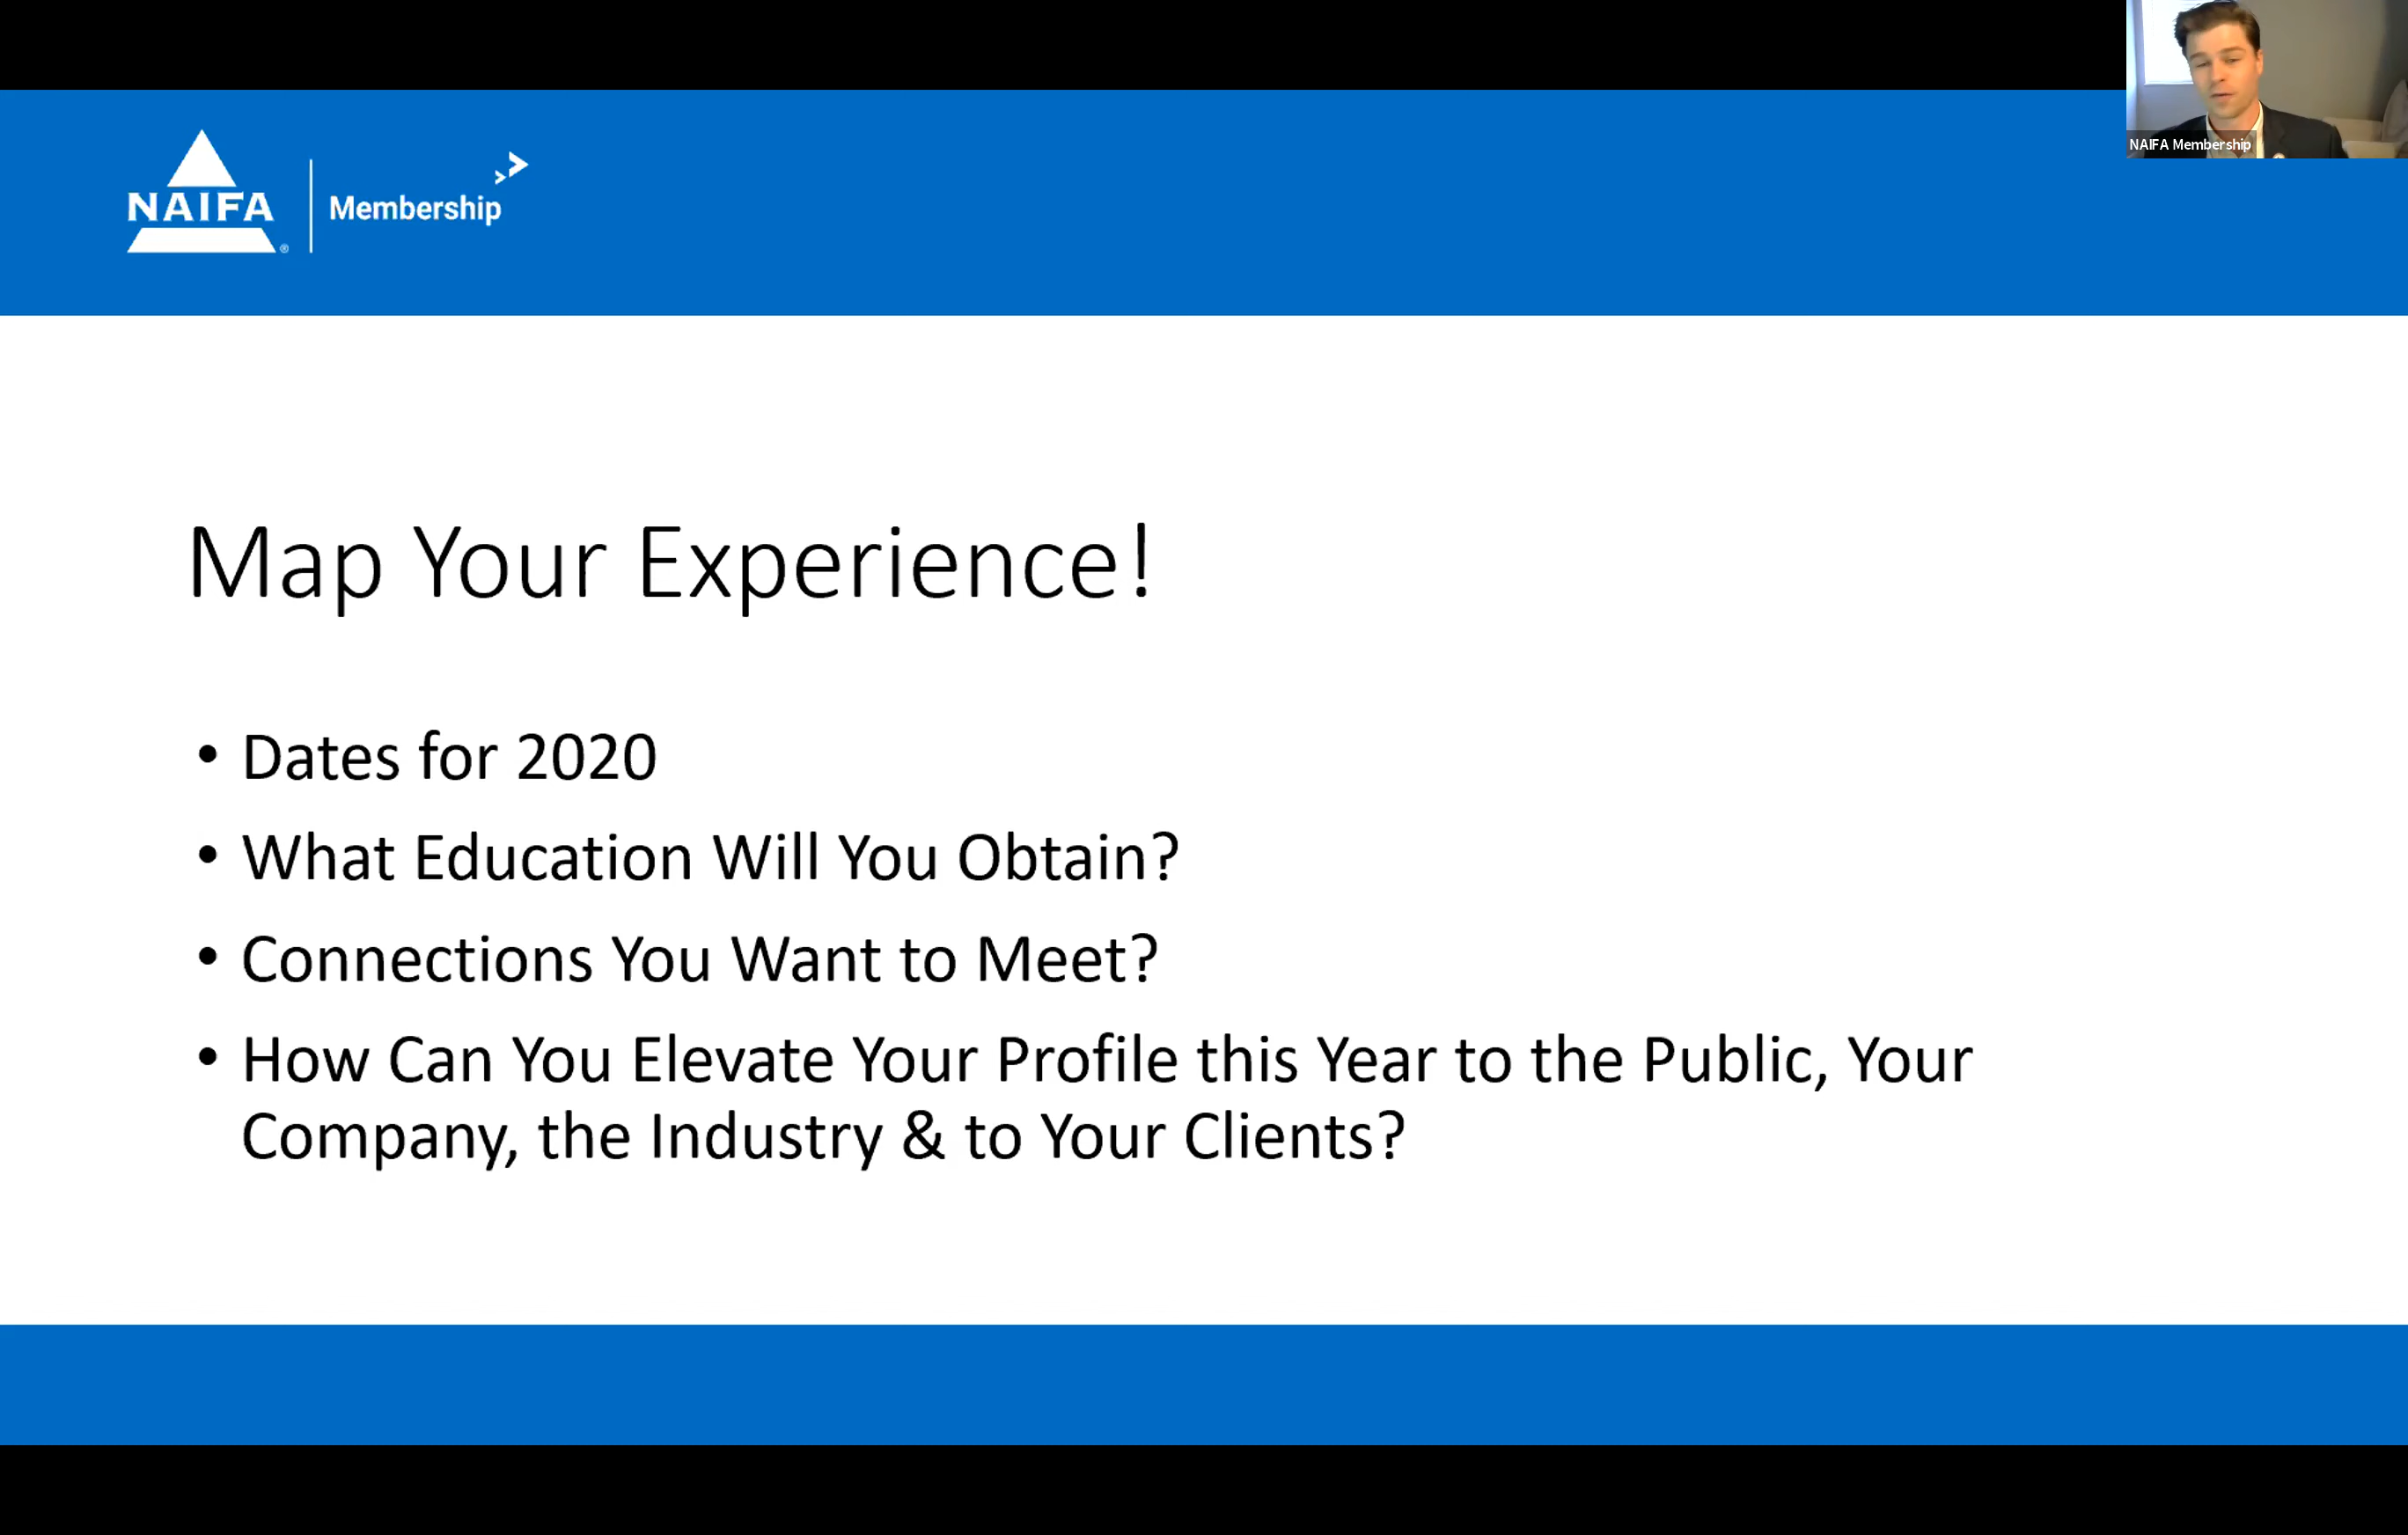 NAIFA Membership
NAIFA
®
Membership
Map Your Experience!
• Dates for 2020
• What Education Will You Obtain?
• Connections You Want to Meet?
• How Can You Elevate Your Profile this Year to the Public, Your
Company, the Industry & to Your Clients?